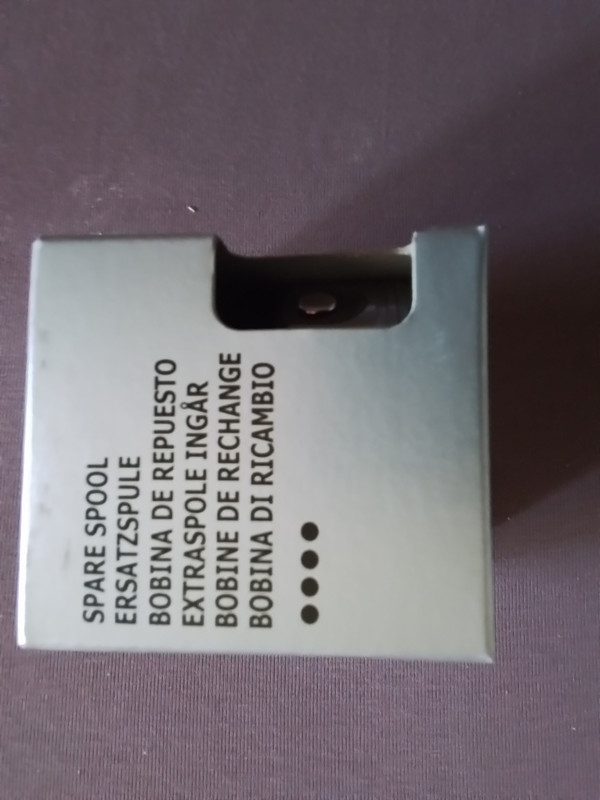 SPARE SPOOL
ERSATZSPULE
BOBINA DE REPUESTO
EXTRASPOLE INGÅR
BOBINE DE RECHANGE
BOBINA DI RICAMBIO